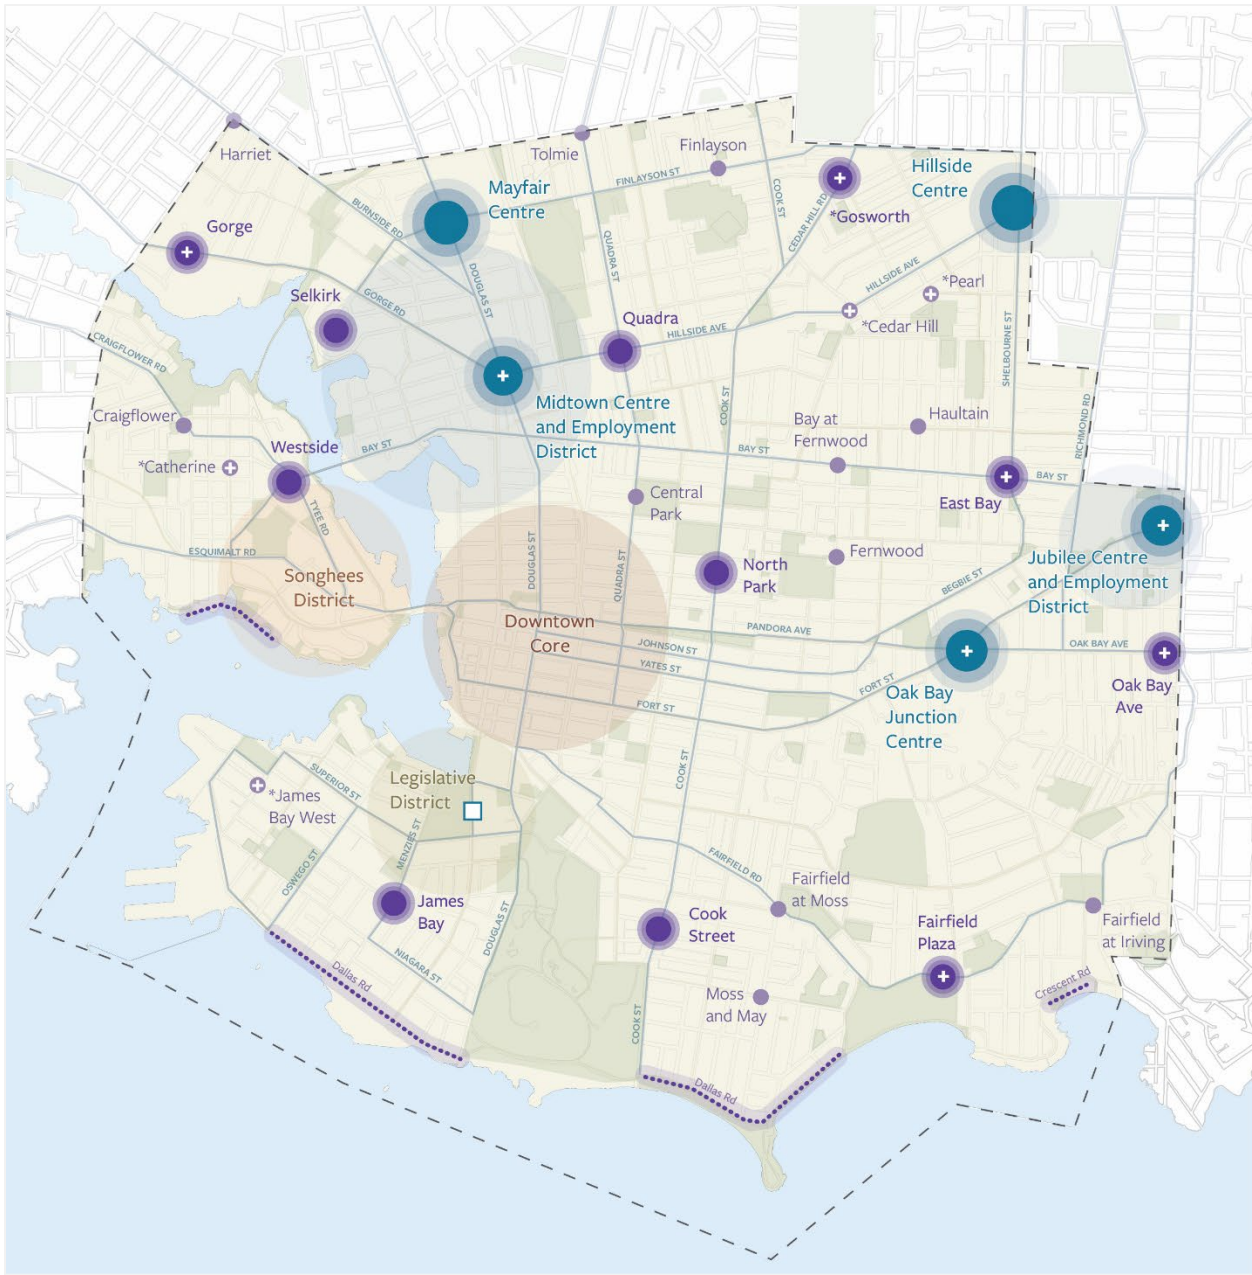 Harriet
Tolmie
Finlayson
Hillside
Centre
Mayfair
Centre
FINLAYSON ST
COOK ST
CEDAR HILL RD
*Gosworth
BURNSIDE RD
Gorge
QUADRA ST
DOUGLAS ST
HILLSIDE AVE
*Pearl
Selkirk
GORGE RD
Quadra
HILLSIDE AVE
*Cedar Hill
SHELBOURNE ST
CRAIGFLOWER RD
Midtown Centre
and Employment
District
COOK ST
RICHMOND RD
Craigflower
Bay at
Fernwood
Haultain
Westside
BAY ST
BAY ST
BAY ST
*Catherine
East Bay
TYEE RD
Central
Park
ESQUIMALT RD
DOUGLAS ST
QUADRA ST
Fernwood
North
Park
Jubilee Centre
and Employment
District
BEGBIE ST
Songhees
District
Downtown
Core
PANDORA AVE
JOHNSON ST
OAK BAY AVE
YATES ST
FORT ST
FORT ST
Oak Bay
Junction
Centre
Oak Bay
Ave
COOK ST
Legislative
District
SUPERIOR ST
*James
Bay West
MENZIES ST
OSWEGO ST
FAIRFIELD RD
Fairfield
at Moss
James
Bay
DOUGLAS ST
Cook
Street
Fairfield
Plaza
Fairfield
at Iriving
NIAGARA ST
Dallas Rd
Moss
and May
Crescent Rd
COOK ST
Dallas Rd